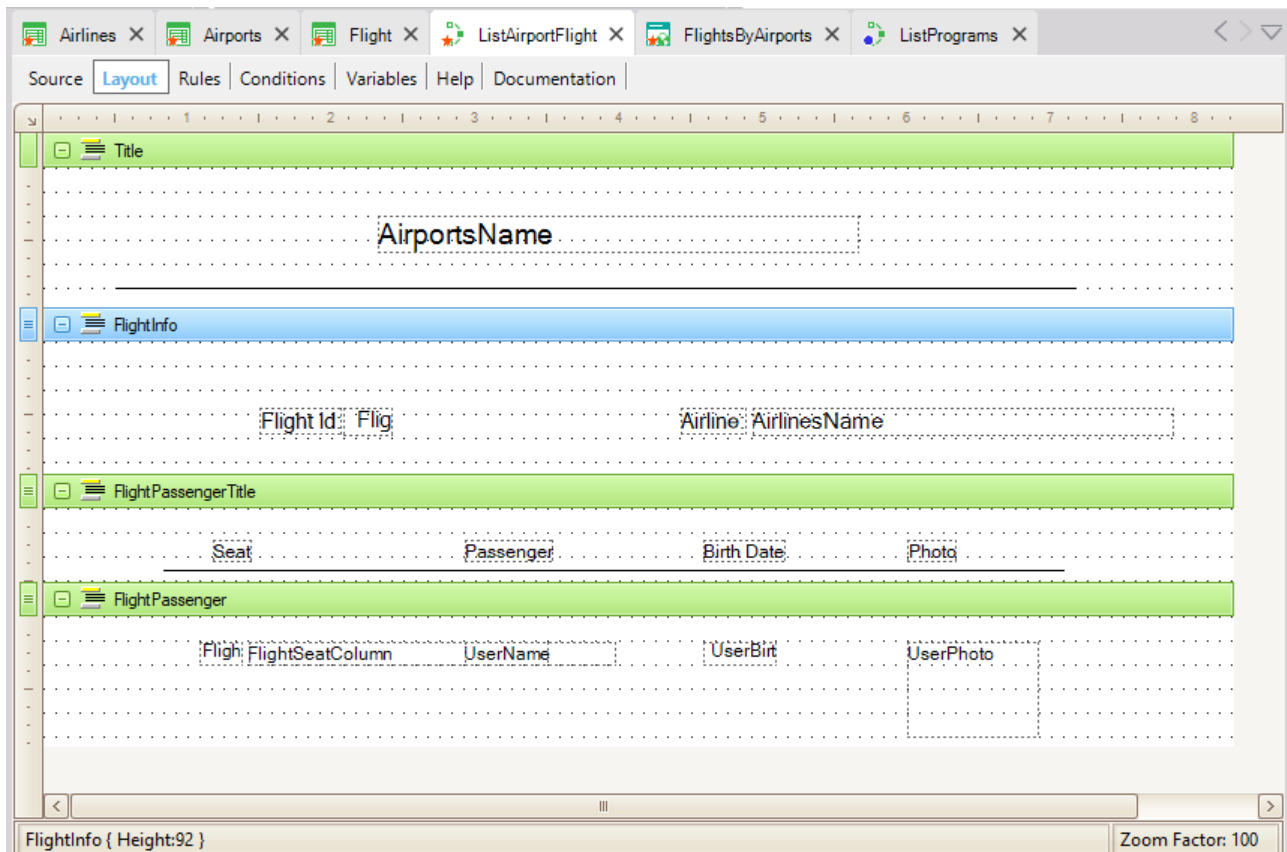 Airlines Airports Flight ListAirportFlight FlightsByAirports ListPrograms
Source Layout Rules Conditions Variables Help Documentation
1 2 3 4 5 6 7 8
Title
AirportsName
FlightInfo
Flight Id: Flig Airline: AirlinesName
FlightPassengerTitle
Seat Passenger Birth Date Photo
FlightPassenger
Fligh FlightSeatColumn UserName UserBirt UserPhoto
FlightInfo { Height:92 } Zoom Factor: 100